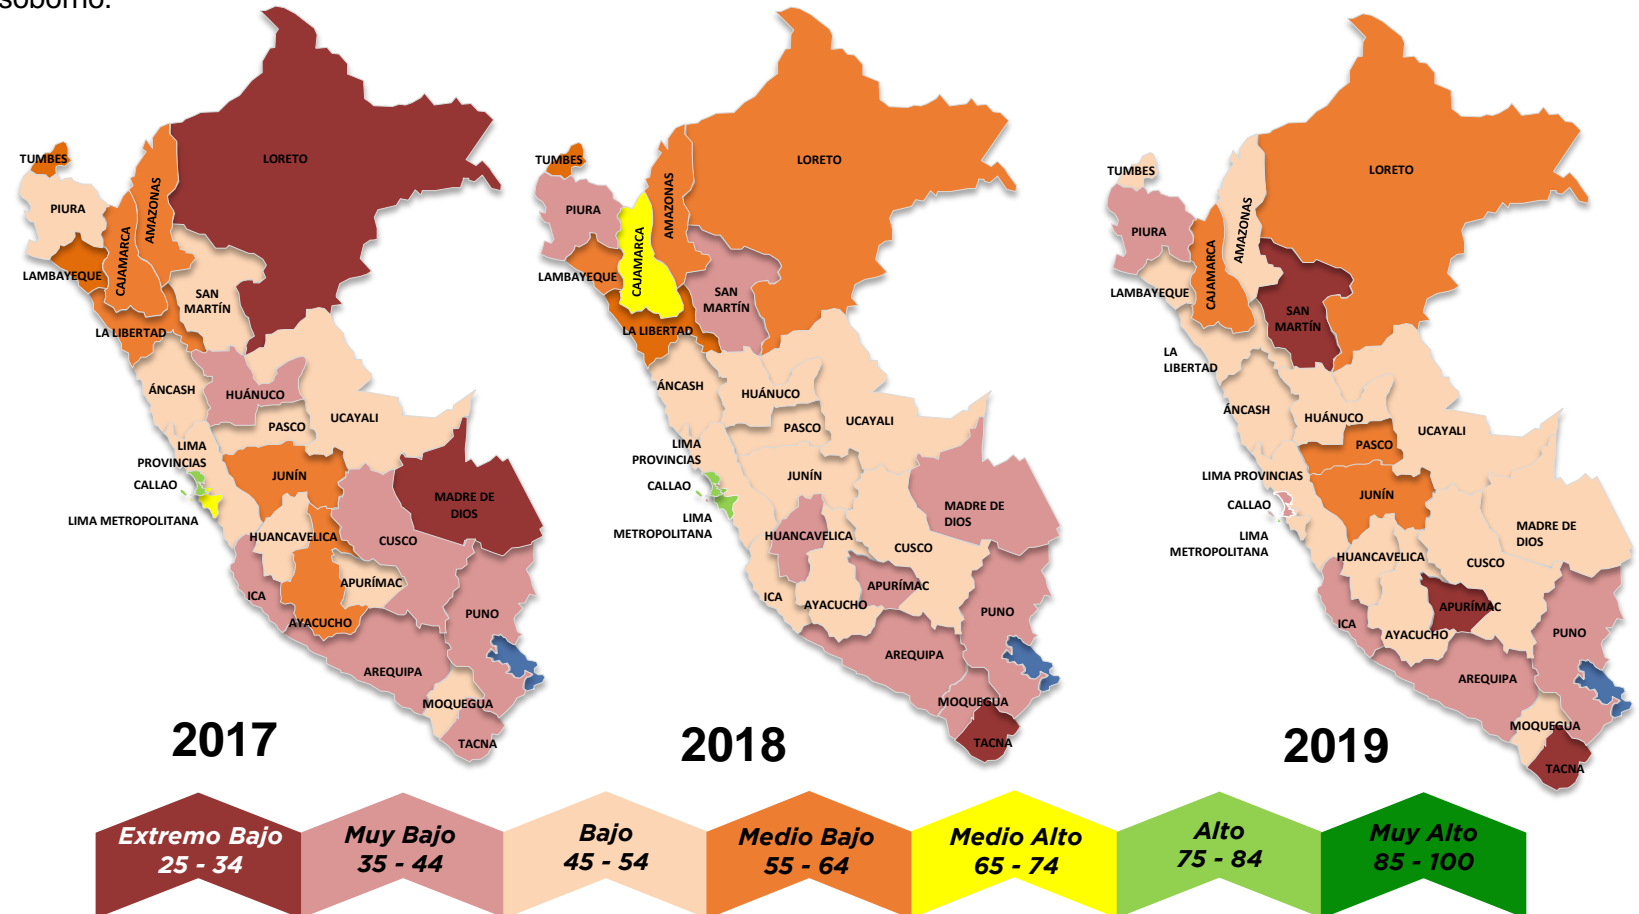 soborno.
TUMBES
PIURA
LAMBAYEQUE
CAJAMARCA
AMAZONAS
LORETO
SAN
MARTÍN
LA LIBERTAD
ÁNCASH
HUÁNUCO
PASCO
UCAYALI
LIMA
PROVINCIAS
CALLAO
LIMA METROPOLITANA
JUNÍN
MADRE DE
DIOS
HUANCAVELICA
CUSCO
APURÍMAC
ICA
AYACUCHO
PUNO
AREQUIPA
MOQUEGUA
TACNA
2017
TUMBES
PIURA
LAMBAYEQUE
CAJAMARCA
AMAZONAS
LORETO
SAN
MARTÍN
LA LIBERTAD
ÁNCASH
HUÁNUCO
PASCO
UCAYALI
LIMA
PROVINCIAS
CALLAO
LIMA
METROPOLITANA
JUNÍN
MADRE DE
DIOS
HUANCAVELICA
CUSCO
APURÍMAC
ICA
AYACUCHO
PUNO
AREQUIPA
MOQUEGUA
TACNA
2018
TUMBES
PIURA
LAMBAYEQUE
CAJAMARCA
AMAZONAS
LORETO
SAN
MARTÍN
LA
LIBERTAD
ÁNCASH
HUÁNUCO
PASCO
UCAYALI
LIMA PROVINCIAS
CALLAO
LIMA
METROPOLITANA
JUNÍN
MADRE DE
DIOS
HUANCAVELICA
CUSCO
APURÍMAC
ICA
AYACUCHO
PUNO
AREQUIPA
MOQUEGUA
TACNA
2019
Extremo Bajo
25 - 34
Muy Bajo
35 - 44
Bajo
45 - 54
Medio Bajo
55 - 64
Medio Alto
65 - 74
Alto
75 - 84
Muy Alto
85 - 100